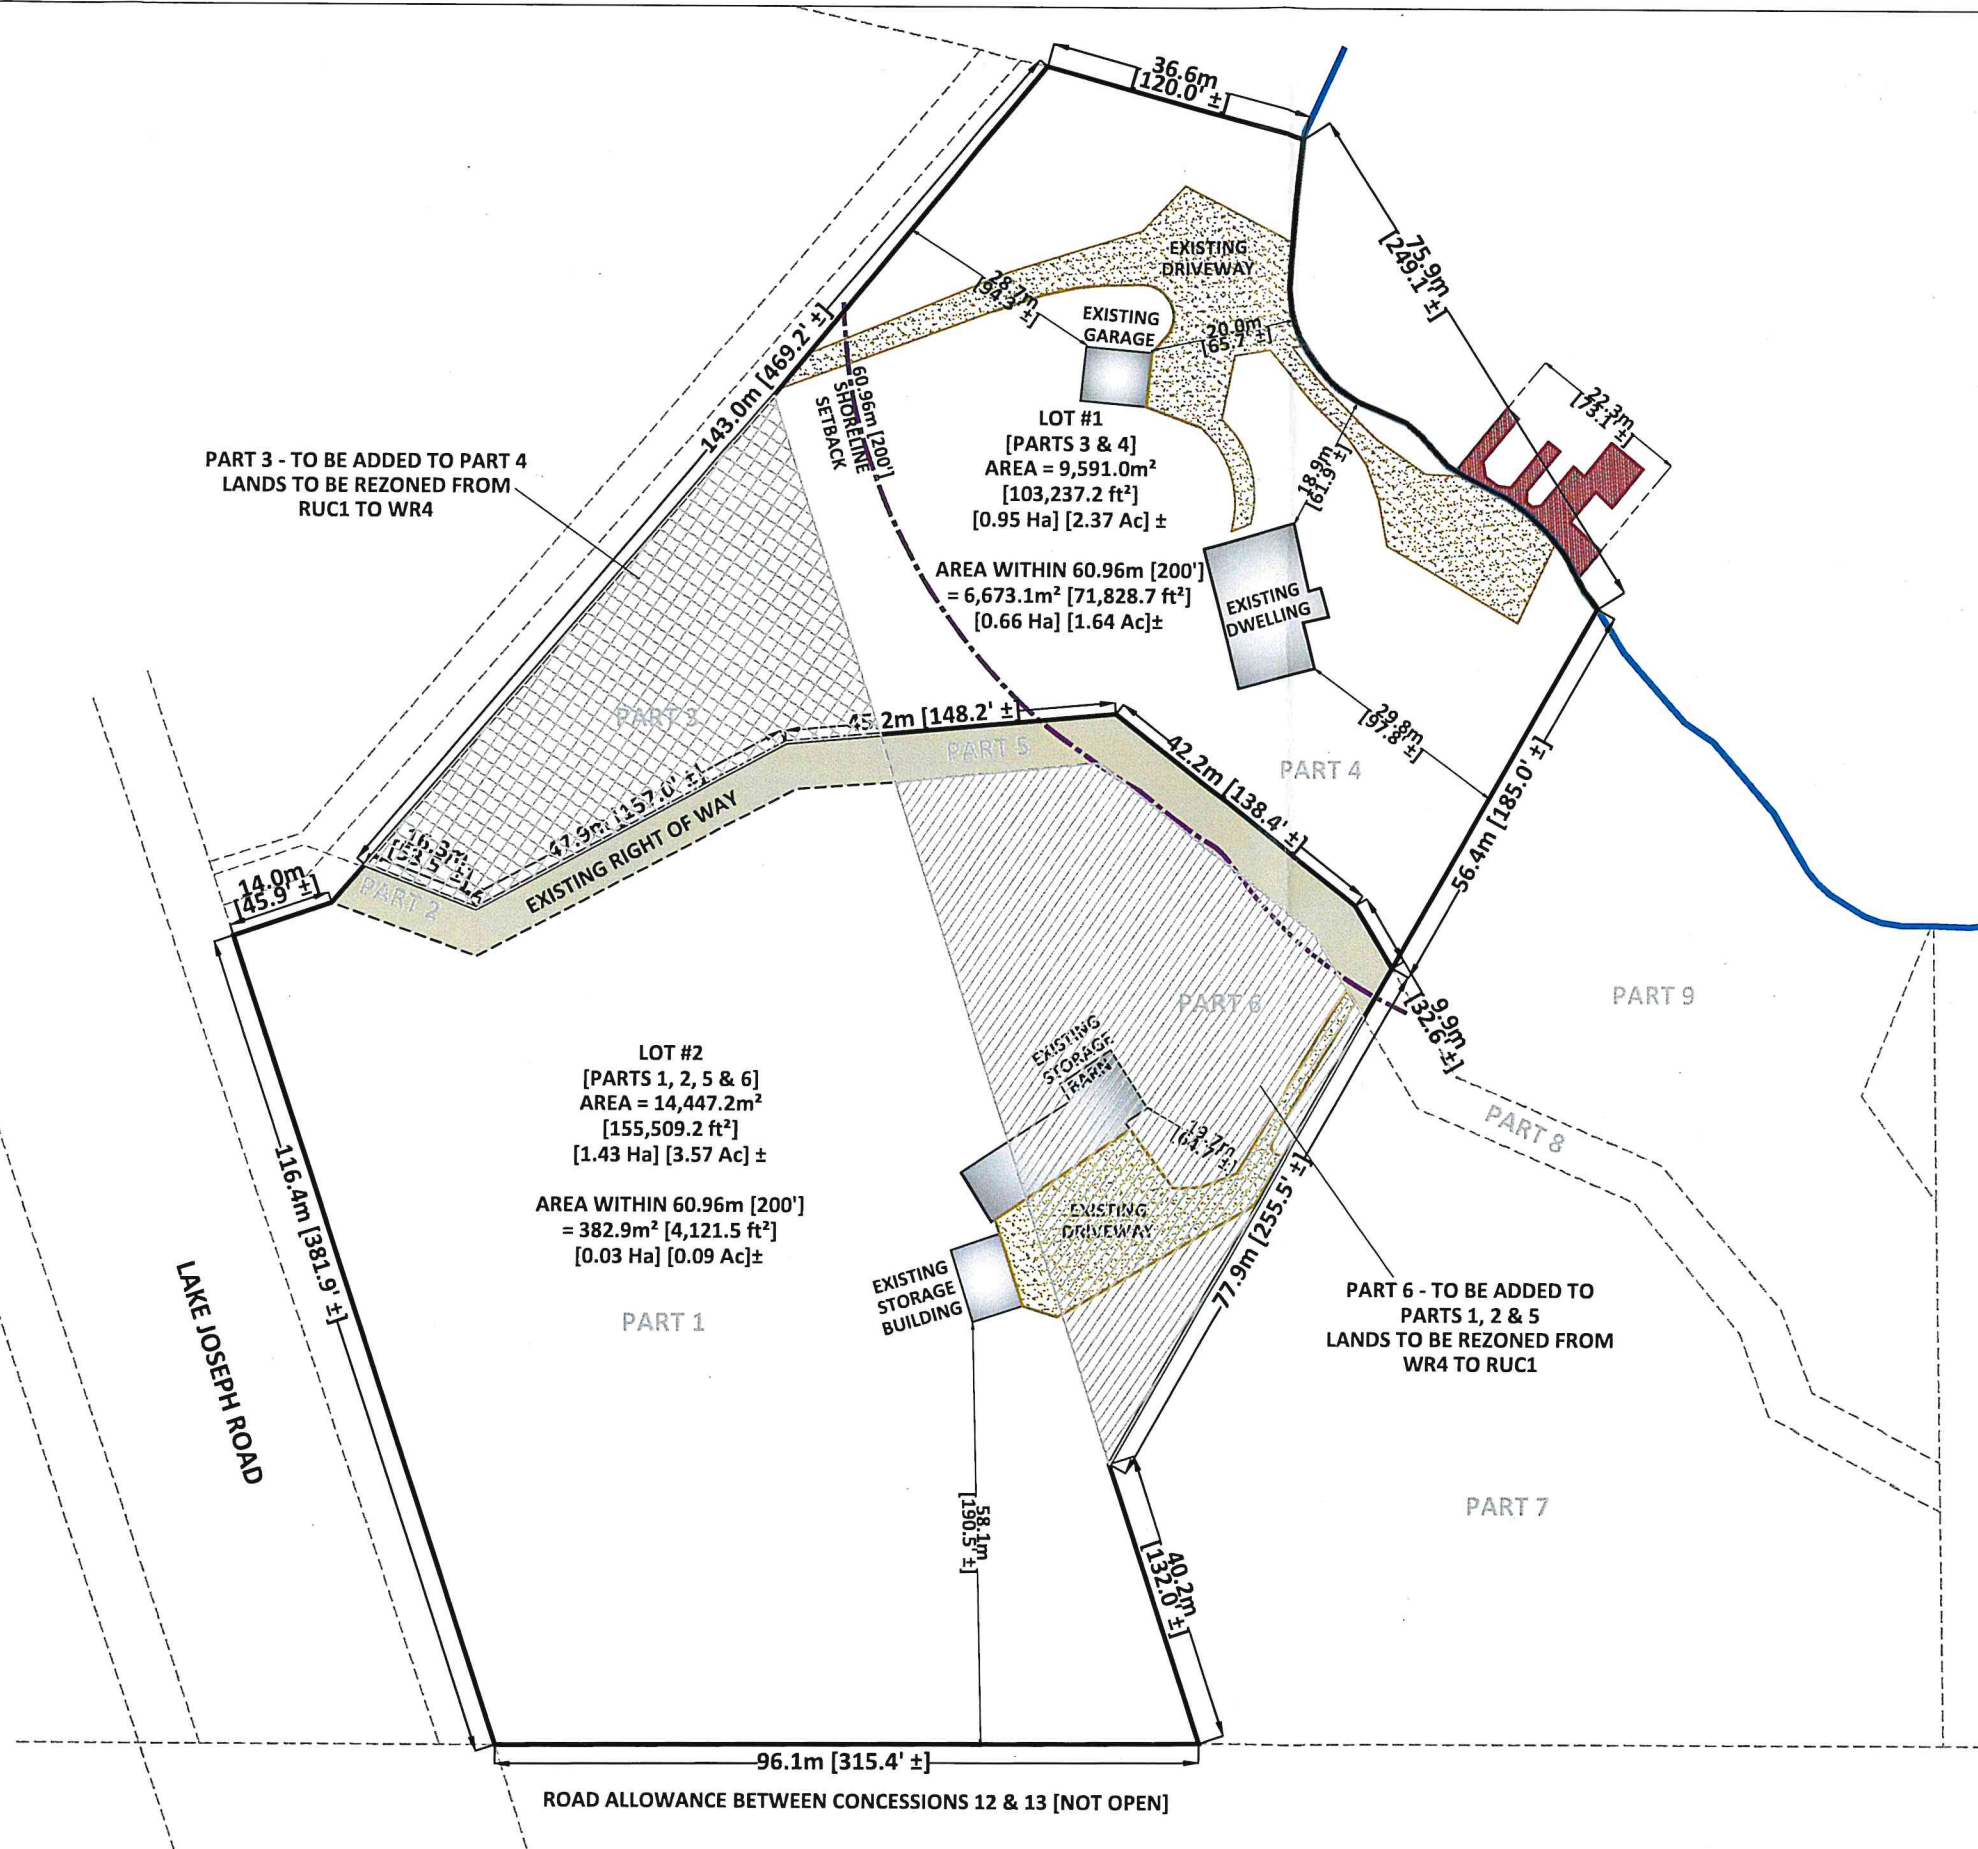 36.6m
[120.0' ±]
75.9m
[249.1' ±]
EXISTING
DRIVEWAY
28.7m
[94.3' ±]
EXISTING
GARAGE
20.0m
[65.7' ±]
22.3m
[73.1' ±]
143.0m [469.2' ±]
60.96m [200']
SHORELINE
SETBACK
LOT #1
[PARTS 3 & 4]
AREA = 9,591.0m²
[103,237.2 ft²]
[0.95 Ha] [2.37 Ac] ±
AREA WITHIN 60.96m [200']
= 6,673.1m² [71,828.7 ft²]
[0.66 Ha] [1.64 Ac]±
18.9m
[61.9' ±]
PART 3 - TO BE ADDED TO PART 4
LANDS TO BE REZONED FROM
RUC1 TO WR4
EXISTING
DWELLING
PART 3
45.2m [148.2' ±]
PART 5
42.2m [138.4' ±]
PART 4
29.8m
[97.8' ±]
56.4m [185.0' ±]
16.3m
[53.5' ±]
47.9m [157.0' ±]
EXISTING RIGHT OF WAY
14.0m
[45.9' ±]
PART 2
PART 6
9.9m
[32.6' ±]
PART 9
PART 8
EXISTING
STORAGE
BARN
19.7m
[64.7' ±]
LOT #2
[PARTS 1, 2, 5 & 6]
AREA = 14,447.2m²
[155,509.2 ft²]
[1.43 Ha] [3.57 Ac] ±
AREA WITHIN 60.96m [200']
= 382.9m² [4,121.5 ft²]
[0.03 Ha] [0.09 Ac]±
116.4m [381.9' ±]
EXISTING
DRIVEWAY
77.9m [255.5' ±]
EXISTING
STORAGE
BUILDING
PART 1
PART 6 - TO BE ADDED TO
PARTS 1, 2 & 5
LANDS TO BE REZONED FROM
WR4 TO RUC1
LAKE JOSEPH ROAD
58.1m
[190.5' ±]
PART 7
40.2m
[132.0' ±]
96.1m [315.4' ±]
ROAD ALLOWANCE BETWEEN CONCESSIONS 12 & 13 [NOT OPEN]